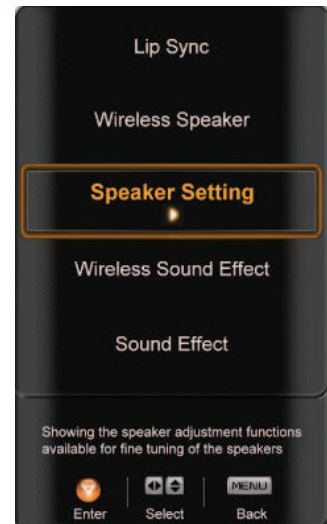 Lip Sync
Wireless Speaker
Speaker Setting
Wireless Sound Effect
Sound Effect
Showing the speaker adjustment functions
available for fine tuning of the speakers
MENU
Enter Select Back